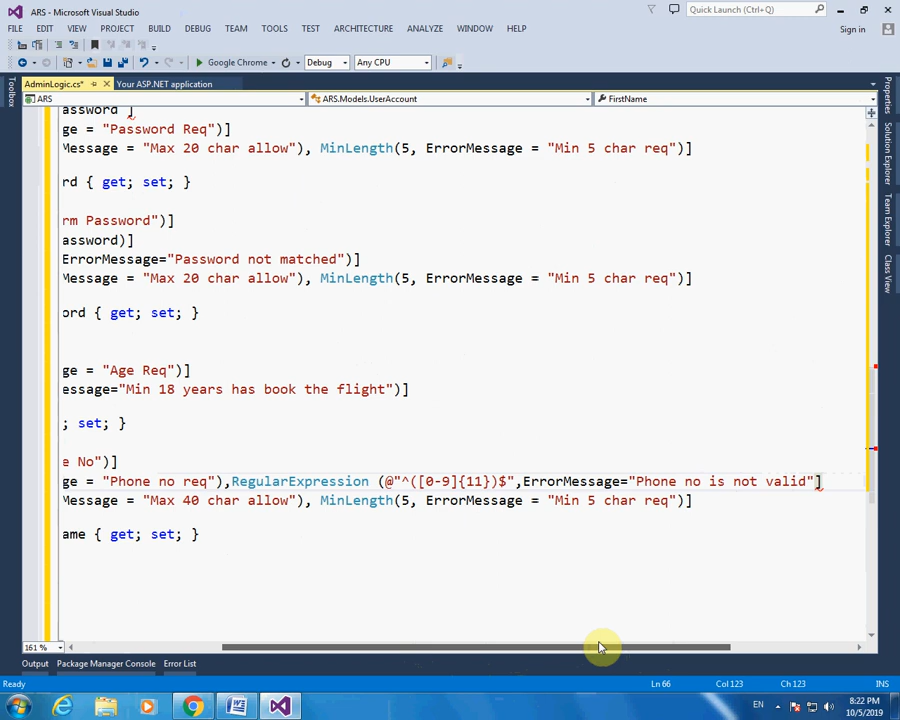 ARS - Microsoft Visual Studio
Quick Launch (Ctrl+Q)
FILE EDIT VIEW PROJECT BUILD DEBUG TEAM TOOLS TEST ARCHITECTURE ANALYZE WINDOW HELP
Sign in
Google Chrome Debug Any CPU
AdminLogic.cs* Your ASP.NET application
ARS ARS.Models.UserAccount FirstName
Toolbox
Properties
Solution Explorer
Team Explorer
Class View
assword ]
ge = "Password Req")]
Message = "Max 20 char allow"), MinLength(5, ErrorMessage = "Min 5 char req")]
rd { get; set; }
rm Password")]
assword)]
ErrorMessage="Password not matched")]
Message = "Max 20 char allow"), MinLength(5, ErrorMessage = "Min 5 char req")]
ord { get; set; }
ge = "Age Req")]
essage="Min 18 years has book the flight")]
; set; }
e No")]
ge = "Phone no req"),RegularExpression (@"^([0-9]{11})$",ErrorMessage="Phone no is not valid"]
Message = "Max 40 char allow"), MinLength(5, ErrorMessage = "Min 5 char req")]
ame { get; set; }
161 %
Output Package Manager Console Error List
Ready Ln 66 Col 123 Ch 123 INS
EN 8:22 PM
10/5/2019